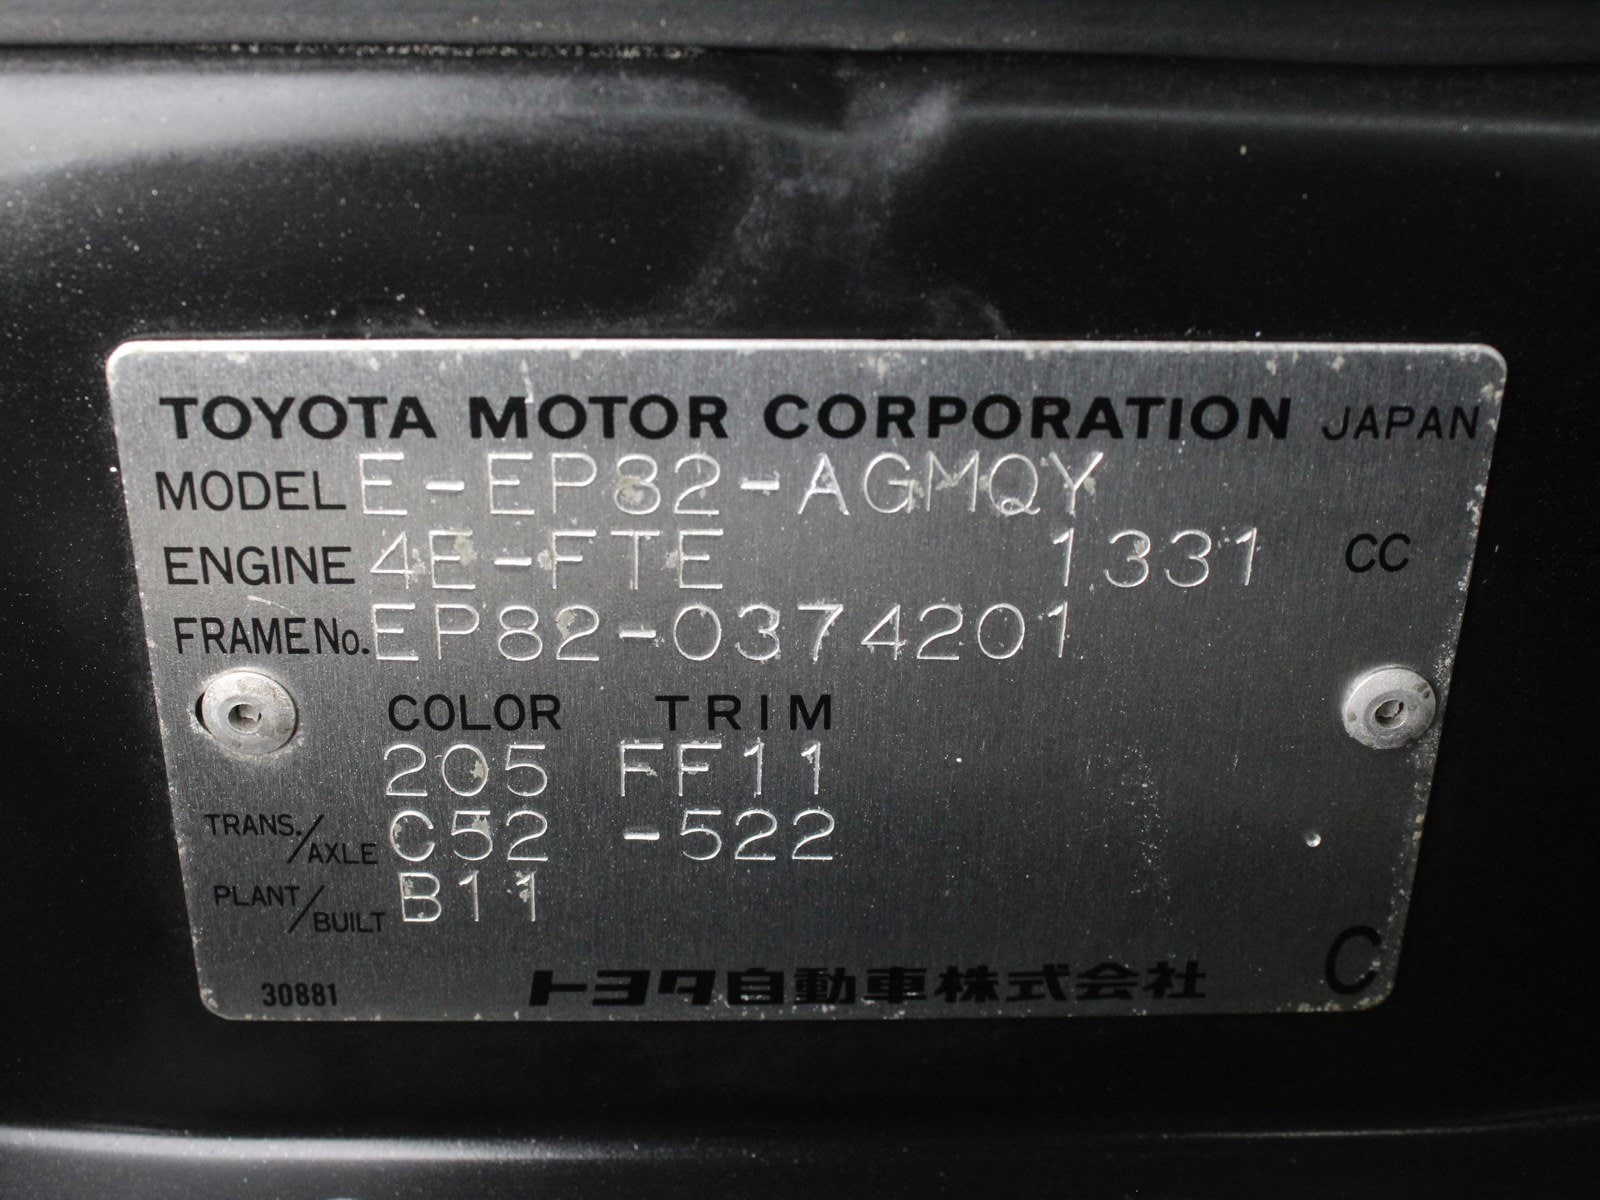 TOYOTA MOTOR CORPORATION JAPAN
MODEL E-EP82-AGMQY
ENGINE 4E-FTE 1331 CC
FRAME No. EP82-0374201
COLOR TRIM
205 FF11
TRANS./AXLE C52 -522
PLANT/BUILT B11
30881 トヨタ自動車株式会社 C